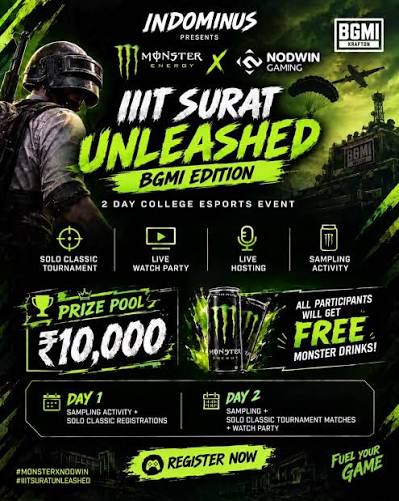 INDOMINUS
PRESENTS
MONSTER ENERGY X NODWIN GAMING
BGMI
KRAFTON
IIIT SURAT
UNLEASHED
BGMI EDITION
2 DAY COLLEGE ESPORTS EVENT
SOLO CLASSIC TOURNAMENT
LIVE WATCH PARTY
LIVE HOSTING
SAMPLING ACTIVITY
PRIZE POOL
₹10,000
MONSTER
ENERGY
ALL PARTICIPANTS
WILL GET
FREE
MONSTER DRINKS!
DAY 1
SAMPLING ACTIVITY +
SOLO CLASSIC REGISTRATIONS
DAY 2
SAMPLING +
SOLO CLASSIC TOURNAMENT MATCHES
+ WATCH PARTY
REGISTER NOW
#MONSTERXNODWIN
#IIITSURATUNLEASHED
FUEL YOUR
GAME